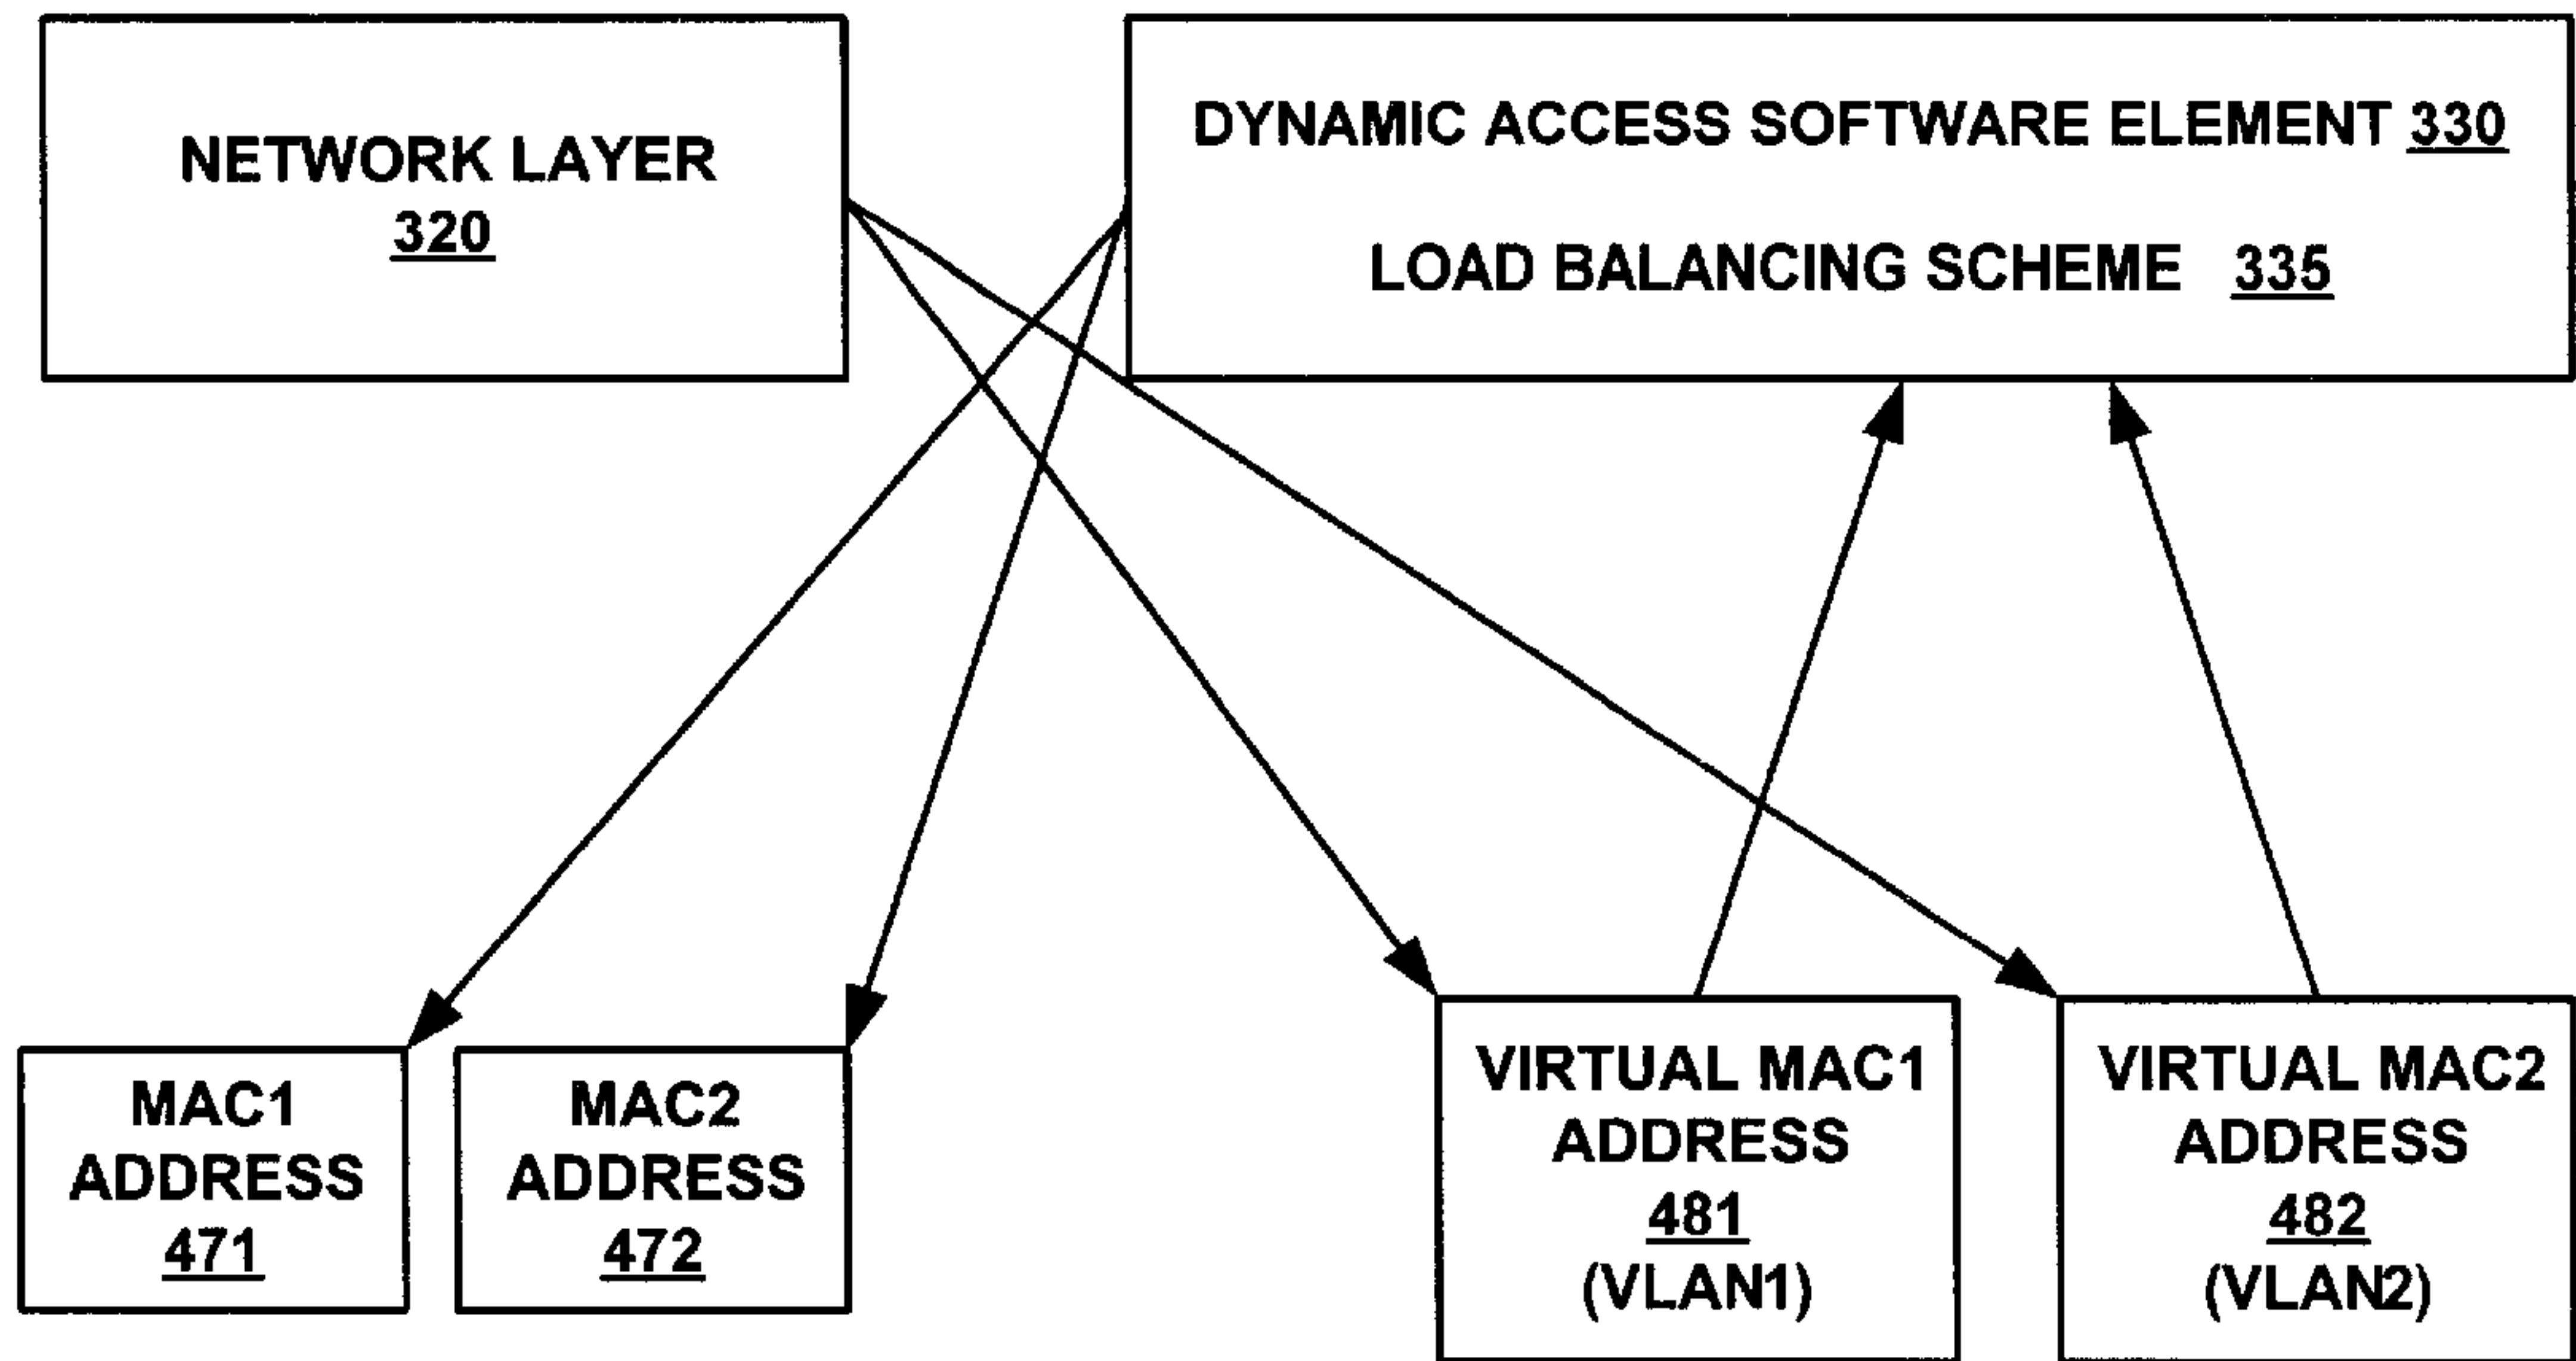 NETWORK LAYER
320
DYNAMIC ACCESS SOFTWARE ELEMENT 330
LOAD BALANCING SCHEME 335
MAC1
ADDRESS
471
MAC2
ADDRESS
472
VIRTUAL MAC1
ADDRESS
481
(VLAN1)
VIRTUAL MAC2
ADDRESS
482
(VLAN2)